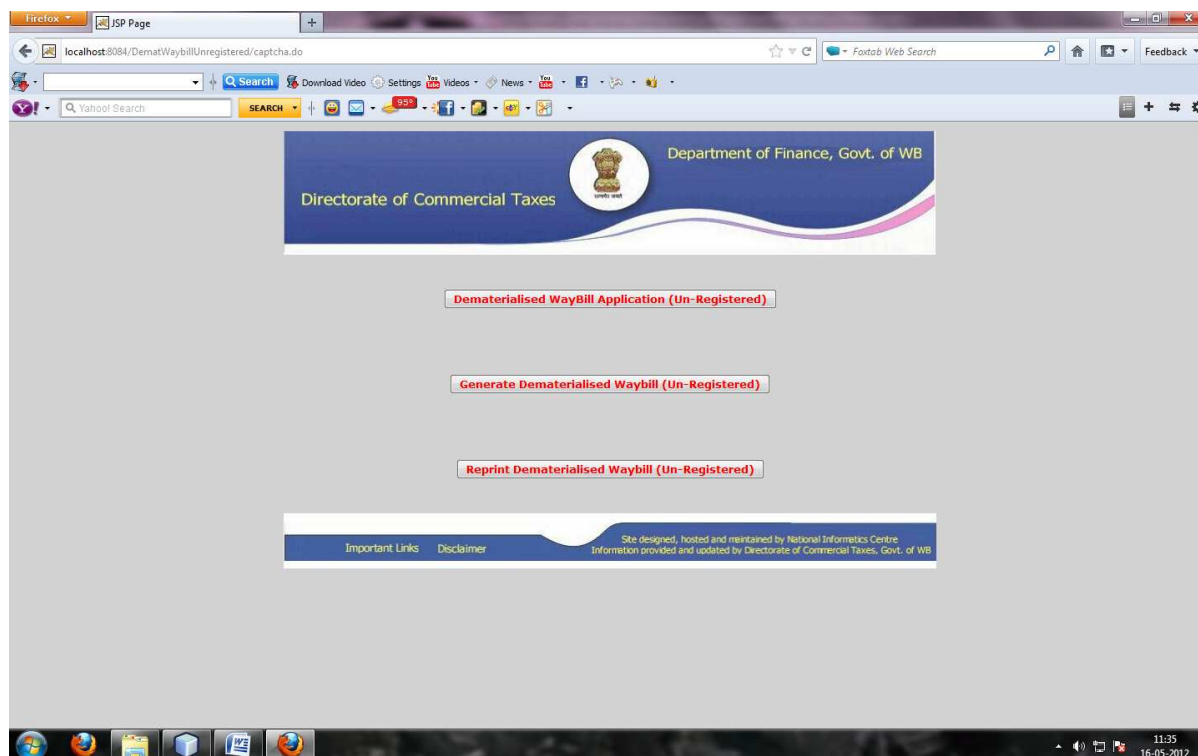 Firefox
JSP Page
localhost:8084/DematWaybillUnregistered/captcha.do
Foxtab Web Search
Feedback
Search
Download Video
Settings
Videos
News
Yahoo! Search
SEARCH
95°
Department of Finance, Govt. of WB
Directorate of Commercial Taxes
Dematerialised WayBill Application (Un-Registered)
Generate Dematerialised Waybill (Un-Registered)
Reprint Dematerialised Waybill (Un-Registered)
Important Links Disclaimer
Site designed, hosted and meintained by National Informatics Centre
Information provided and updated by Directorate of Commercial Taxes, Govt. of WB
11:35
16-05-2012